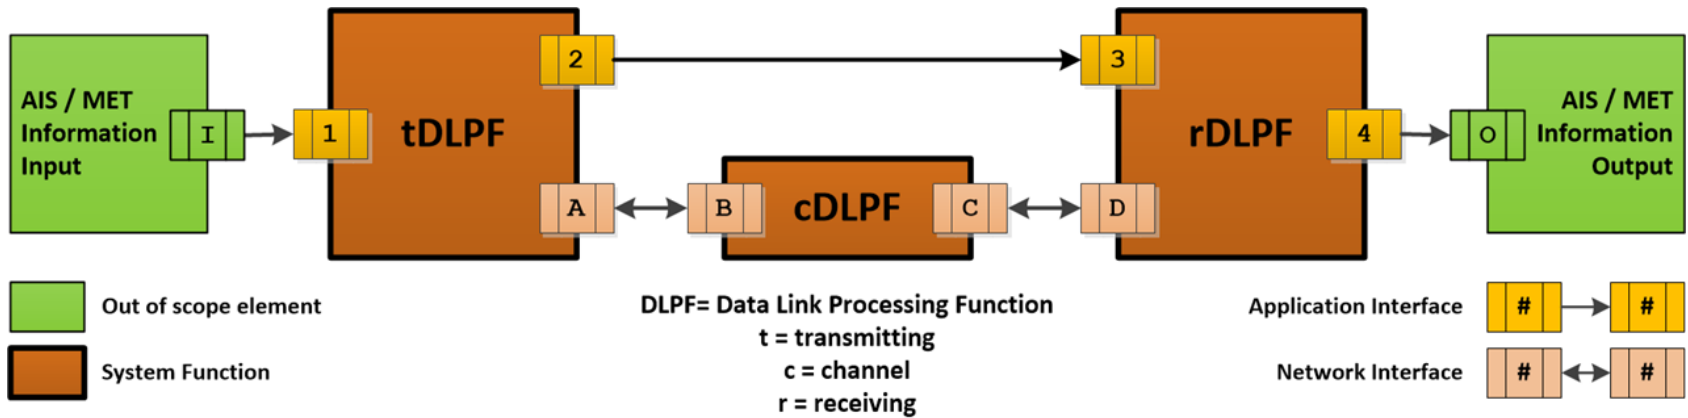 AIS / MET
Information
Input
I
1
tDLPF
2
A
B
cDLPF
C
3
D
rDLPF
4
O
AIS / MET
Information
Output
Out of scope element
System Function
DLPF= Data Link Processing Function
t = transmitting
c = channel
r = receiving
Application Interface
# #
Network Interface
# #